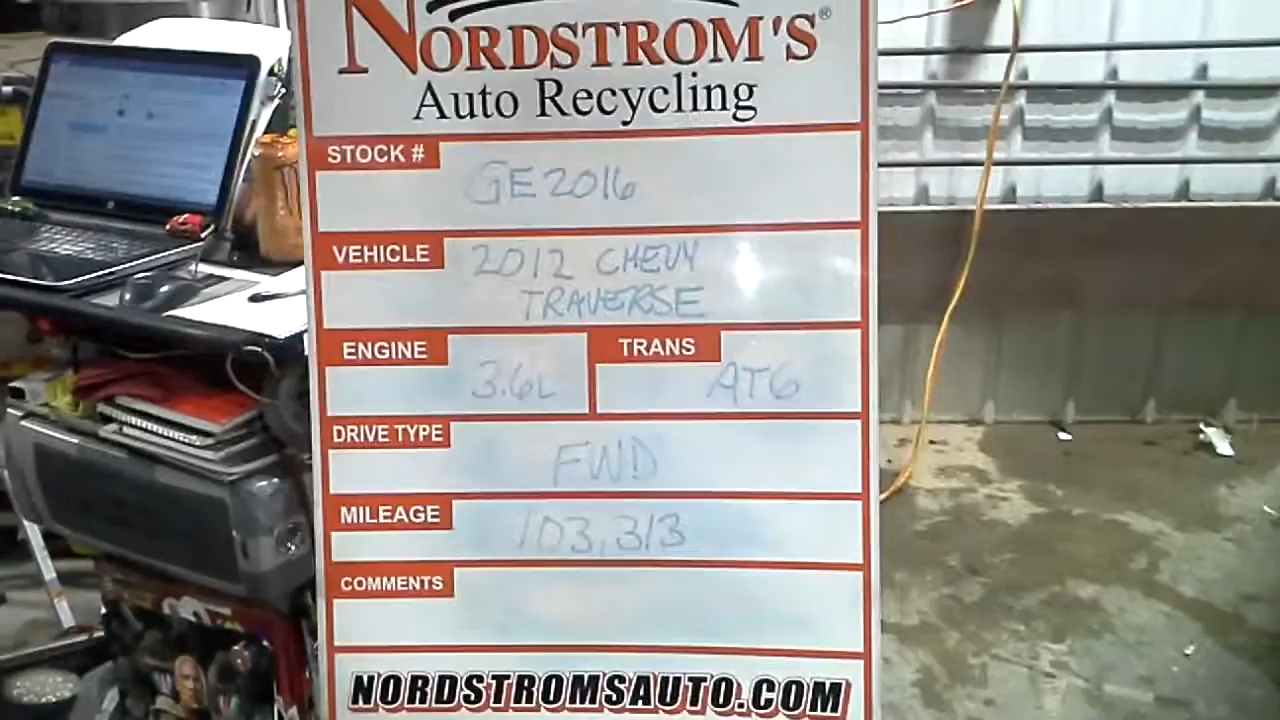 NORDSTROM'S®
Auto Recycling
STOCK #
GE2016
VEHICLE
2012 CHEVY
TRAVERSE
ENGINE
3.6L
TRANS
AT6
DRIVE TYPE
FWD
MILEAGE
103,313
COMMENTS
NORDSTROMSAUTO.COM